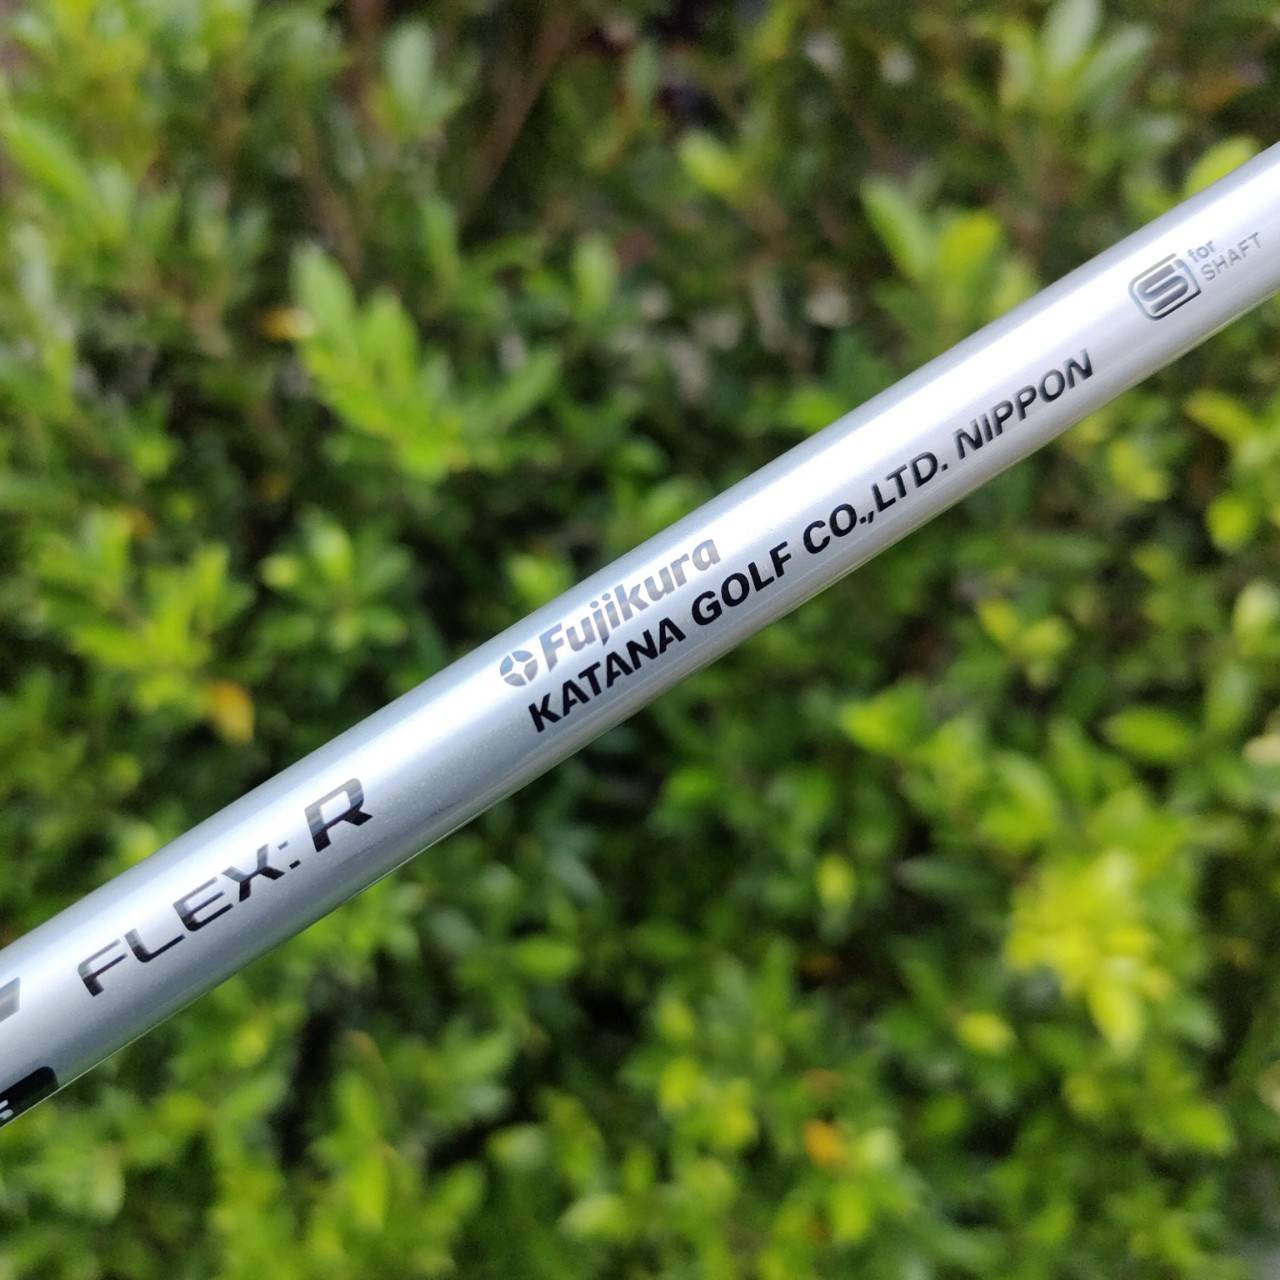 FLEX: R
Fujikura
KATANA GOLF CO.,LTD. NIPPON
S for
SHAFT